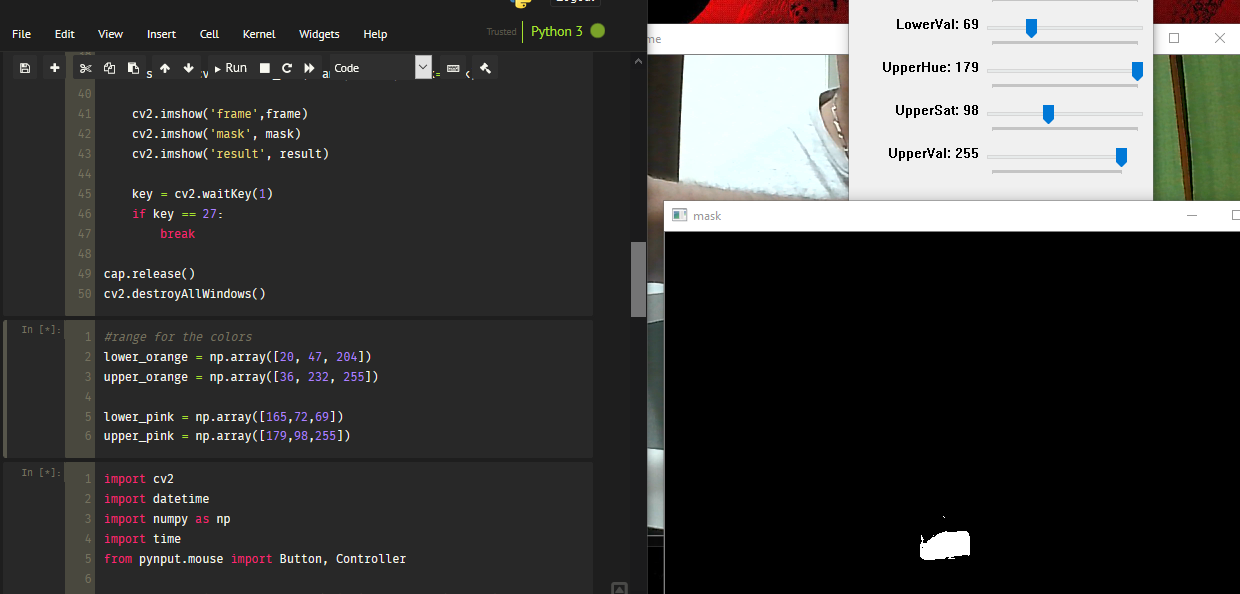 Logout
File Edit View Insert Cell Kernel Widgets Help Trusted Python 3
Run Code
40
41 cv2.imshow('frame',frame)
42 cv2.imshow('mask', mask)
43 cv2.imshow('result', result)
44
45 key = cv2.waitKey(1)
46 if key == 27:
47 break
48
49 cap.release()
50 cv2.destroyAllWindows()
In [*]:
1 #range for the colors
2 lower_orange = np.array([20, 47, 204])
3 upper_orange = np.array([36, 232, 255])
4
5 lower_pink = np.array([165,72,69])
6 upper_pink = np.array([179,98,255])
In [*]:
1 import cv2
2 import datetime
3 import numpy as np
4 import time
5 from pynput.mouse import Button, Controller
6
LowerVal: 69
UpperHue: 179
UpperSat: 98
UpperVal: 255
mask